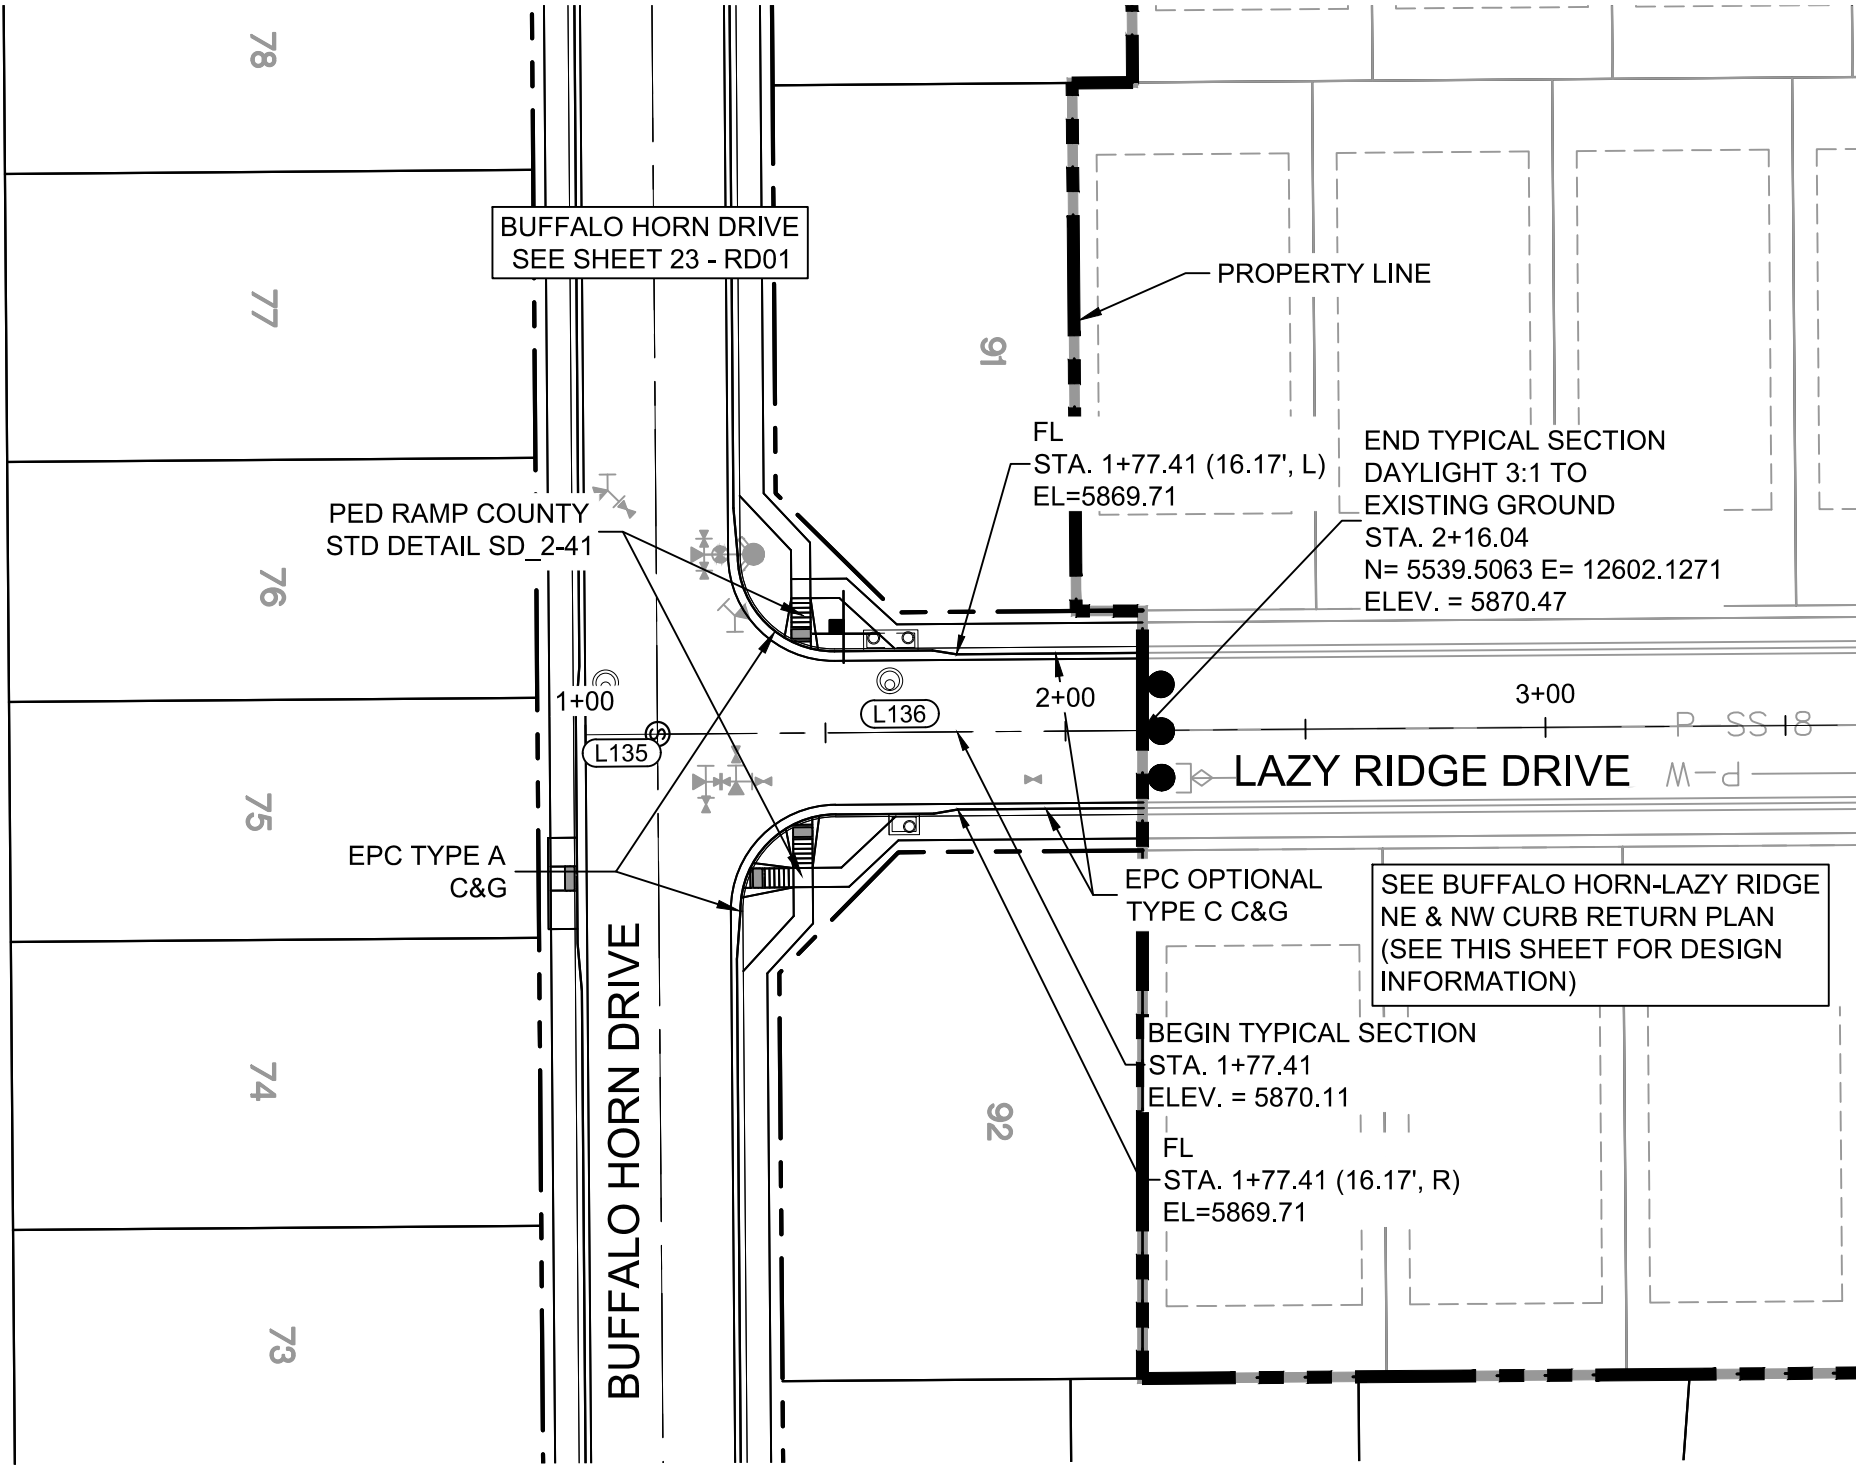 78
77
76
75
74
73
BUFFALO HORN DRIVE
SEE SHEET 23 - RD01
91
PROPERTY LINE
FL
STA. 1+77.41 (16.17', L)
EL=5869.71
END TYPICAL SECTION
DAYLIGHT 3:1 TO
EXISTING GROUND
STA. 2+16.04
N= 5539.5063 E= 12602.1271
ELEV. = 5870.47
PED RAMP COUNTY
STD DETAIL SD_2-41
1+00
2+00
3+00
L135
L136
S
P SS 8
P-W
LAZY RIDGE DRIVE
EPC TYPE A
C&G
EPC OPTIONAL
TYPE C C&G
SEE BUFFALO HORN-LAZY RIDGE
NE & NW CURB RETURN PLAN
(SEE THIS SHEET FOR DESIGN
INFORMATION)
BUFFALO HORN DRIVE
BEGIN TYPICAL SECTION
STA. 1+77.41
ELEV. = 5870.11
92
FL
STA. 1+77.41 (16.17', R)
EL=5869.71